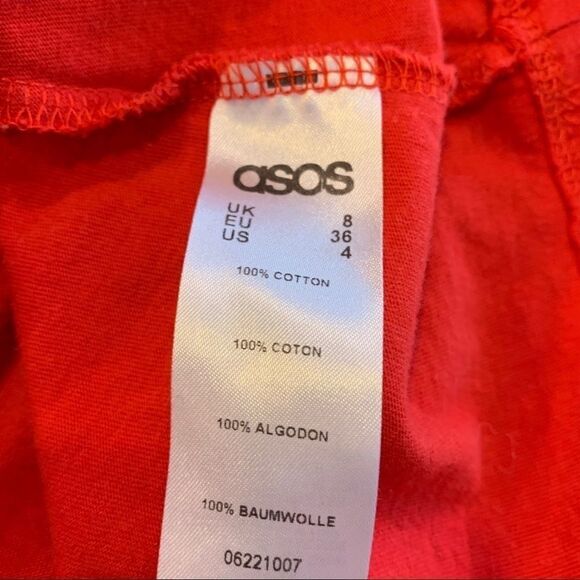 asos
UK 8
EU 36
US 4
100% COTTON
100% COTON
100% ALGODON
100% BAUMWOLLE
06221007